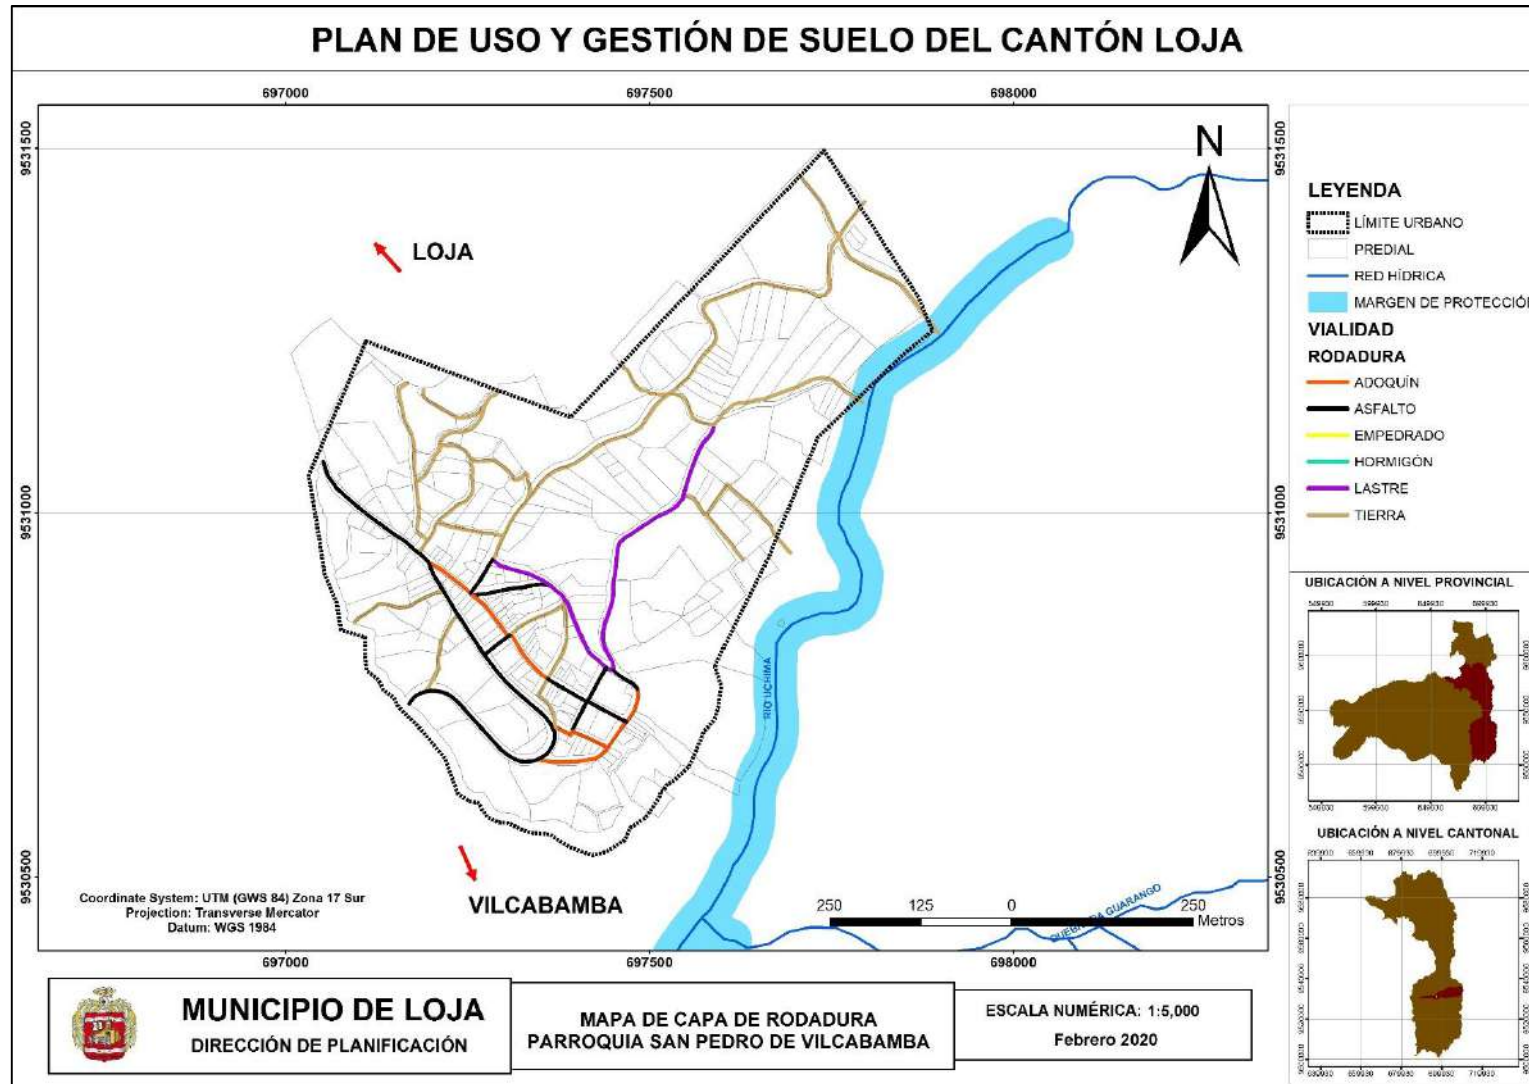 PLAN DE USO Y GESTIÓN DE SUELO DEL CANTÓN LOJA
697000
697500
698000
9531500
9531500
N
LOJA
9531000
9531000
RÍO UCHIMA
9530500
9530500
VILCABAMBA
Coordinate System: UTM (GWS 84) Zona 17 Sur
Projection: Transverse Mercator
Datum: WGS 1984
250 125 0 250
Metros
QUEBRADA GUARANGO
697000
697500
698000
LEYENDA
LÍMITE URBANO
PREDIAL
RED HÍDRICA
MARGEN DE PROTECCIÓN
VIALIDAD
RODADURA
ADOQUÍN
ASFALTO
EMPEDRADO
HORMIGÓN
LASTRE
TIERRA
UBICACIÓN A NIVEL PROVINCIAL
UBICACIÓN A NIVEL CANTONAL
MUNICIPIO DE LOJA
DIRECCIÓN DE PLANIFICACIÓN
MAPA DE CAPA DE RODADURA
PARROQUIA SAN PEDRO DE VILCABAMBA
ESCALA NUMÉRICA: 1:5,000
Febrero 2020